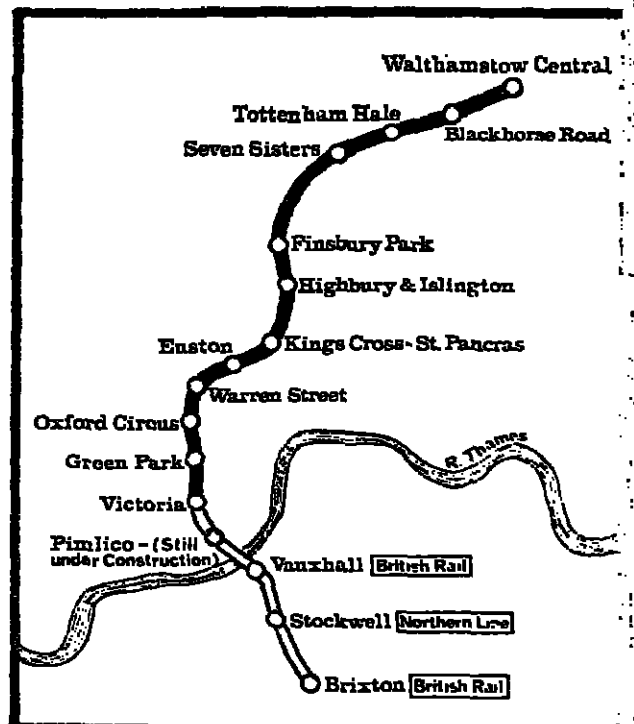 Walthamstow Central
Tottenham Hale
Blackhorse Road
Seven Sisters
Finsbury Park
Highbury & Islington
Euston
Kings Cross - St. Pancras
Warren Street
Oxford Circus
R. Thames
Green Park
Victoria
Pimlico - (Still
under Construction)
Vauxhall British Rail
Stockwell Northern Line
Brixton British Rail